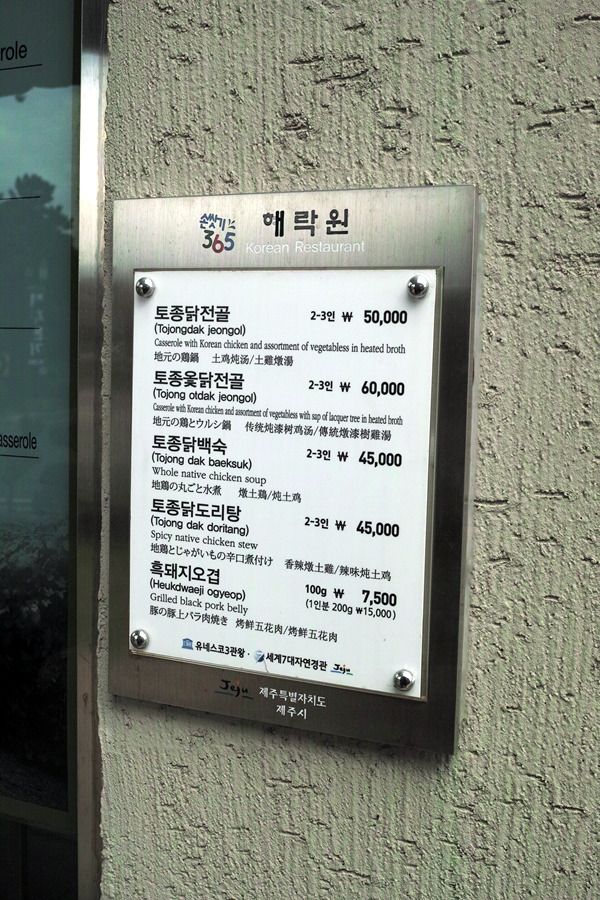 role
asserole
손씻기 365
해락원
Korean Restaurant
토종닭전골 2-3인 ₩ 50,000
(Tojongdak jeongol)
Casserole with Korean chicken and assortment of vegetabless in heated broth
地元の鶏鍋 土鸡炖汤/土雞燉湯
토종옻닭전골 2-3인 ₩ 60,000
(Tojong otdak jeongol)
Casserole with Korean chicken and assortment of vegetabless with sap of lacquer tree in heated broth
地元の鶏とウルシ鍋 传统炖漆树鸡汤/傳統燉漆樹雞湯
토종닭백숙 2-3인 ₩ 45,000
(Tojong dak baeksuk)
Whole native chicken soup
地鶏の丸ごと水煮 燉土鶏/炖土鸡
토종닭도리탕 2-3인 ₩ 45,000
(Tojong dak doritang)
Spicy native chicken stew
地鶏とじゃがいもの辛口煮付け 香辣燉土雞/辣味炖土鸡
흑돼지오겹 100g ₩ 7,500
(Heukdwaeji ogyeop) (1인분 200g ₩15,000)
Grilled black pork belly
豚の豚上バラ肉焼き 烤鮮五花肉/烤鲜五花肉
유네스코3관왕· 세계7대자연경관 Jeju
Jeju 제주특별자치도
제주시